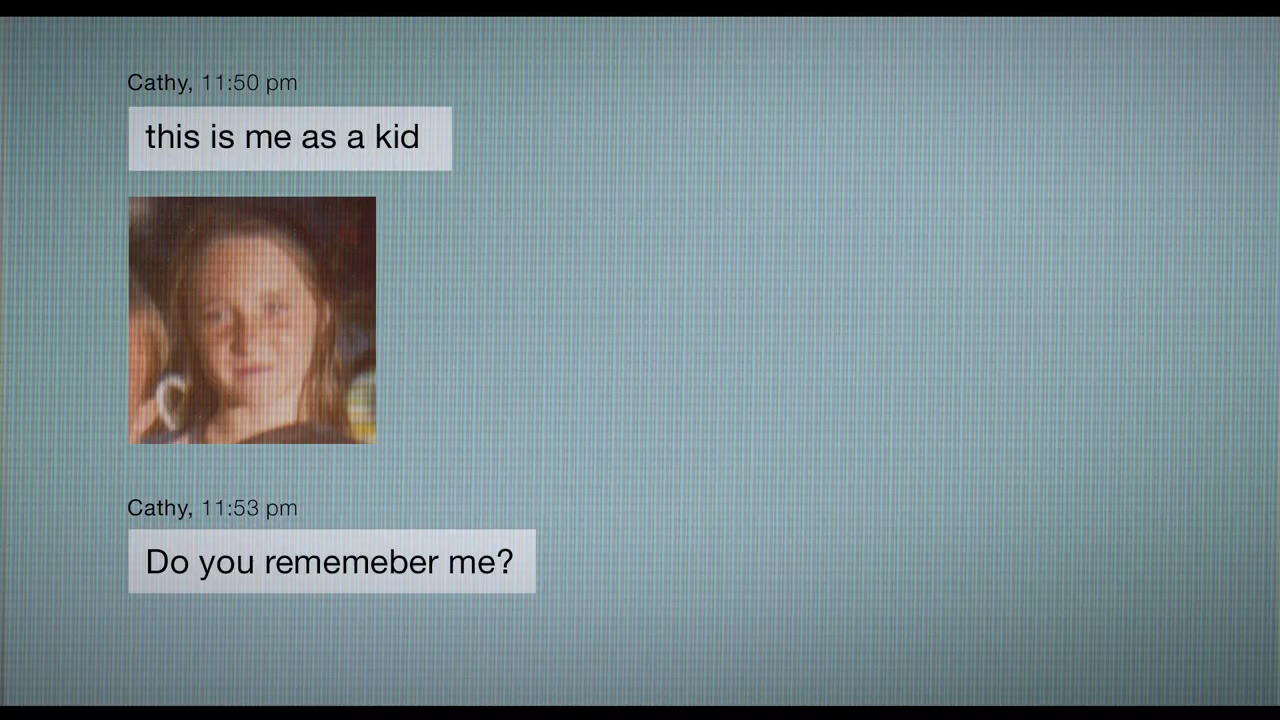 Cathy, 11:50 pm
this is me as a kid
Cathy, 11:53 pm
Do you rememeber me?